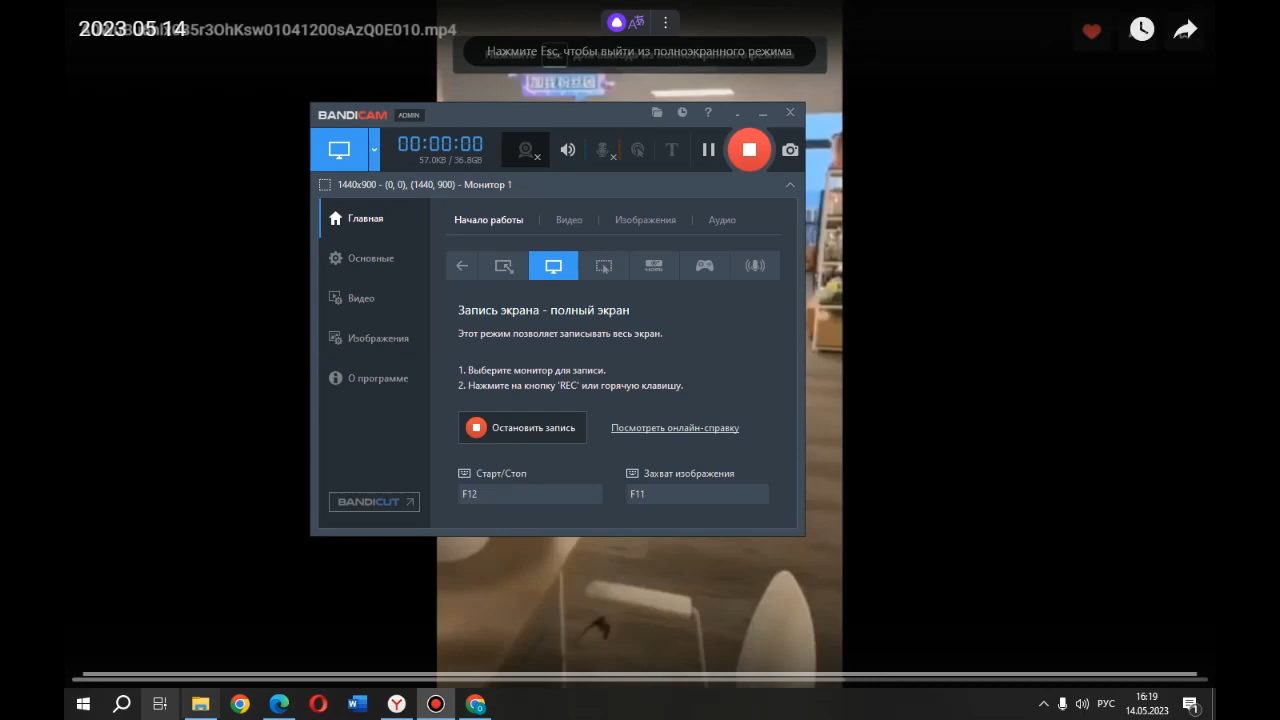 2023 05 14
Нажмите Esc, чтобы выйти из полноэкранного режима
BANDICAM
ADMIN
00:00:00
57.0KB / 36.8GB
1440x900 - (0, 0), (1440, 900) - Монитор 1
Главная
Основные
Видео
Изображения
О программе
BANDICUT
Начало работы
Видео
Изображения
Аудио
HDMI
Запись экрана - полный экран
Этот режим позволяет записывать весь экран.
1. Выберите монитор для записи.
2. Нажмите на кнопку 'REC' или горячую клавишу.
Остановить запись
Посмотреть онлайн-справку
Старт/Стоп
Захват изображения
F12
F11
РУС
16:19
14.05.2023
1